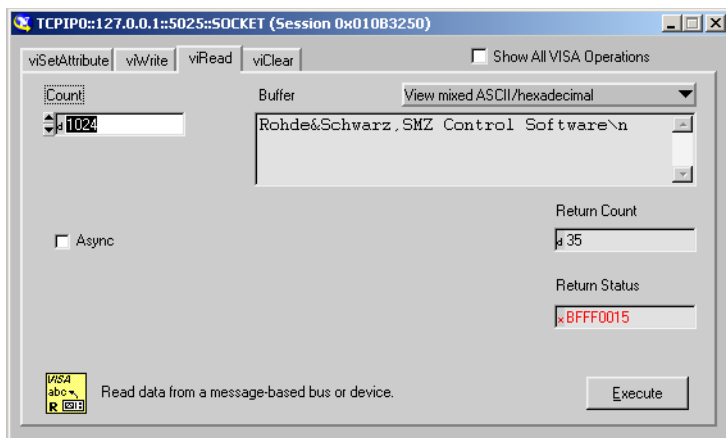 TCPIP0::127.0.0.1::5025::SOCKET (Session 0x010B3250)
viSetAttribute viWrite viRead viClear Show All VISA Operations
Count Buffer View mixed ASCII/hexadecimal
d 1024 Rohde&Schwarz,SMZ Control Software\n
Return Count
Async d 35
Return Status
x BFFF0015
VISA
abc
R
Read data from a message-based bus or device. Execute